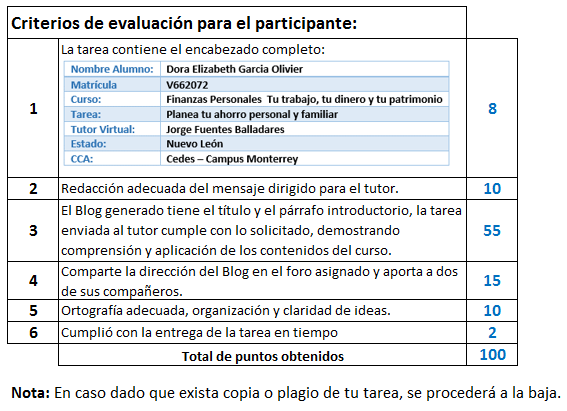 Criterios de evaluación para el participante:
1
La tarea contiene el encabezado completo:
Nombre Alumno: Dora Elizabeth Garcia Olivier
Matrícula V662072
Curso: Finanzas Personales Tu trabajo, tu dinero y tu patrimonio
Tarea: Planea tu ahorro personal y familiar
Tutor Virtual: Jorge Fuentes Balladares
Estado: Nuevo León
CCA: Cedes – Campus Monterrey
8
2 Redacción adecuada del mensaje dirigido para el tutor. 10
3
El Blog generado tiene el título y el párrafo introductorio, la tarea
enviada al tutor cumple con lo solicitado, demostrando
comprensión y aplicación de los contenidos del curso.
55
4
Comparte la dirección del Blog en el foro asignado y aporta a dos
de sus compañeros.
15
5 Ortografía adecuada, organización y claridad de ideas. 10
6 Cumplió con la entrega de la tarea en tiempo 2
Total de puntos obtenidos 100
Nota: En caso dado que exista copia o plagio de tu tarea, se procederá a la baja.